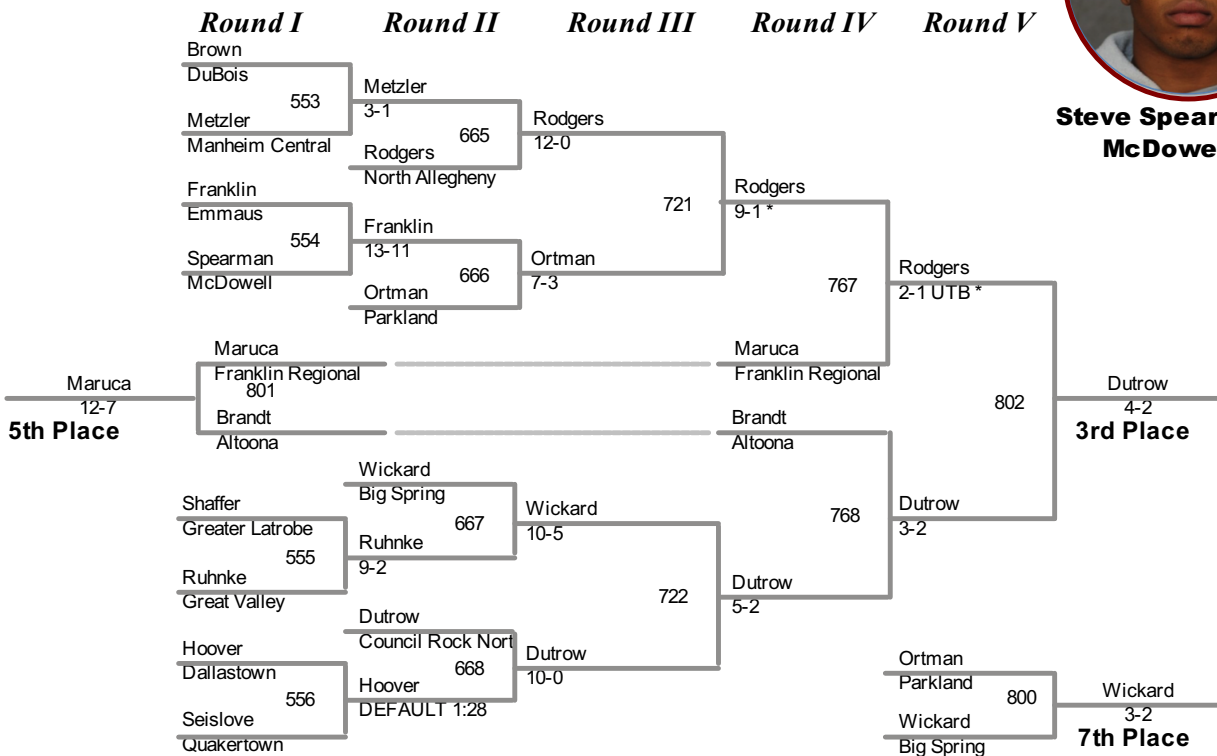 Round I Round II Round III Round IV Round V
Steve Spear
McDowe
Brown
DuBois
553
Metzler
Manheim Central
Metzler
3-1
665
Rodgers
North Allegheny
Rodgers
12-0
Franklin
Emmaus
554
Spearman
McDowell
Franklin
13-11
666
Ortman
Parkland
Ortman
7-3
721
Rodgers
9-1 *
767
Maruca
Franklin Regional
Rodgers
2-1 UTB *
Maruca
Franklin Regional
801
Brandt
Altoona
Maruca
12-7
5th Place
Brandt
Altoona
802
Dutrow
4-2
3rd Place
Wickard
Big Spring
667
Shaffer
Greater Latrobe
555
Ruhnke
Great Valley
Ruhnke
9-2
Wickard
10-5
768
Dutrow
3-2
722
Dutrow
5-2
Dutrow
Council Rock Nort
668
Hoover
Dallastown
556
Seislove
Quakertown
Hoover
DEFAULT 1:28
Dutrow
10-0
Ortman
Parkland
800
Wickard
Big Spring
Wickard
3-2
7th Place